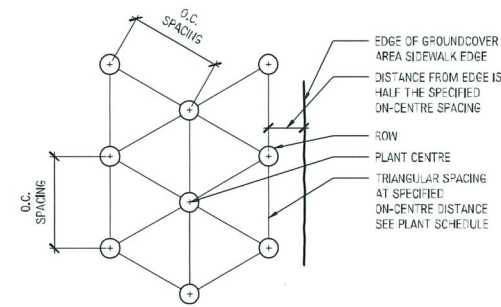 O.C.
SPACING
EDGE OF GROUNDCOVER
AREA SIDEWALK EDGE
DISTANCE FROM EDGE IS
HALF THE SPECIFIED
ON-CENTRE SPACING
ROW
PLANT CENTRE
TRIANGULAR SPACING
AT SPECIFIED
ON-CENTRE DISTANCE
SEE PLANT SCHEDULE
O.C.
SPACING